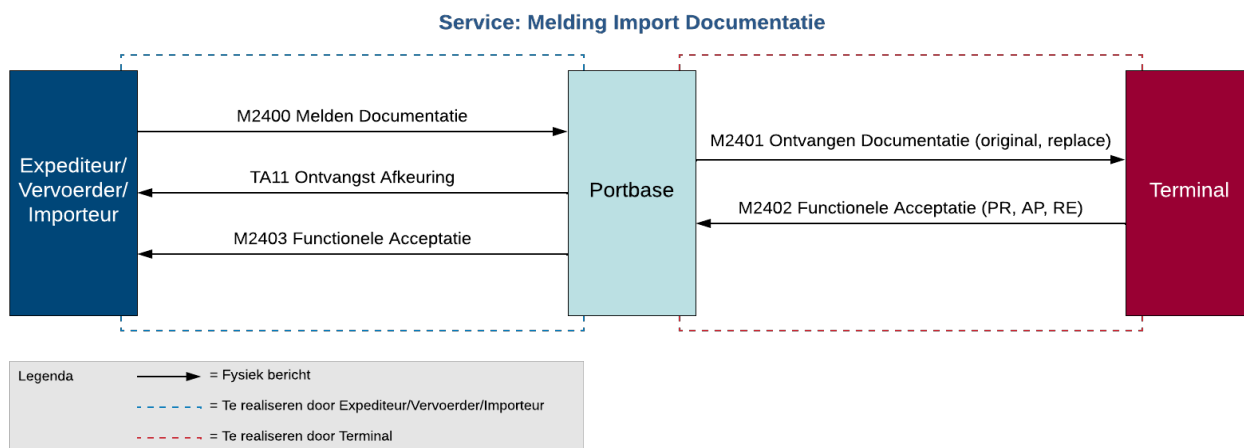 Service: Melding Import Documentatie
Expediteur/
Vervoerder/
Importeur
M2400 Melden Documentatie
TA11 Ontvangst Afkeuring
M2403 Functionele Acceptatie
Portbase
M2401 Ontvangen Documentatie (original, replace)
M2402 Functionele Acceptatie (PR, AP, RE)
Terminal
Legenda
= Fysiek bericht
= Te realiseren door Expediteur/Vervoerder/Importeur
= Te realiseren door Terminal